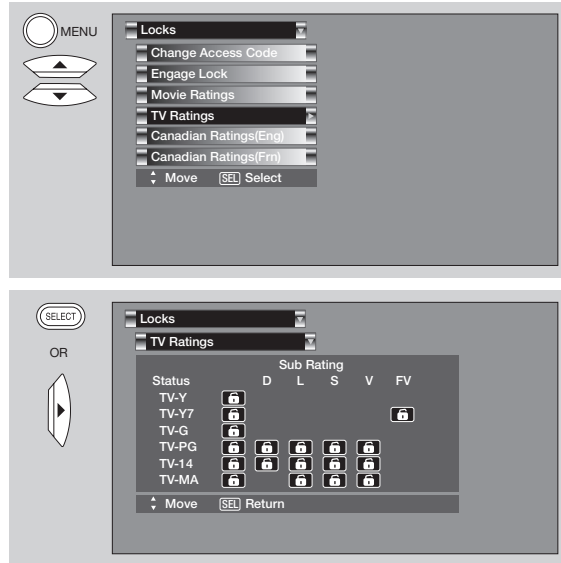 MENU
Locks
Change Access Code
Engage Lock
Movie Ratings
TV Ratings
Canadian Ratings(Eng)
Canadian Ratings(Frn)
Move SEL Select
SELECT
OR
Locks
TV Ratings
Sub Rating
Status D L S V FV
TV-Y
TV-Y7
TV-G
TV-PG
TV-14
TV-MA
Move SEL Return